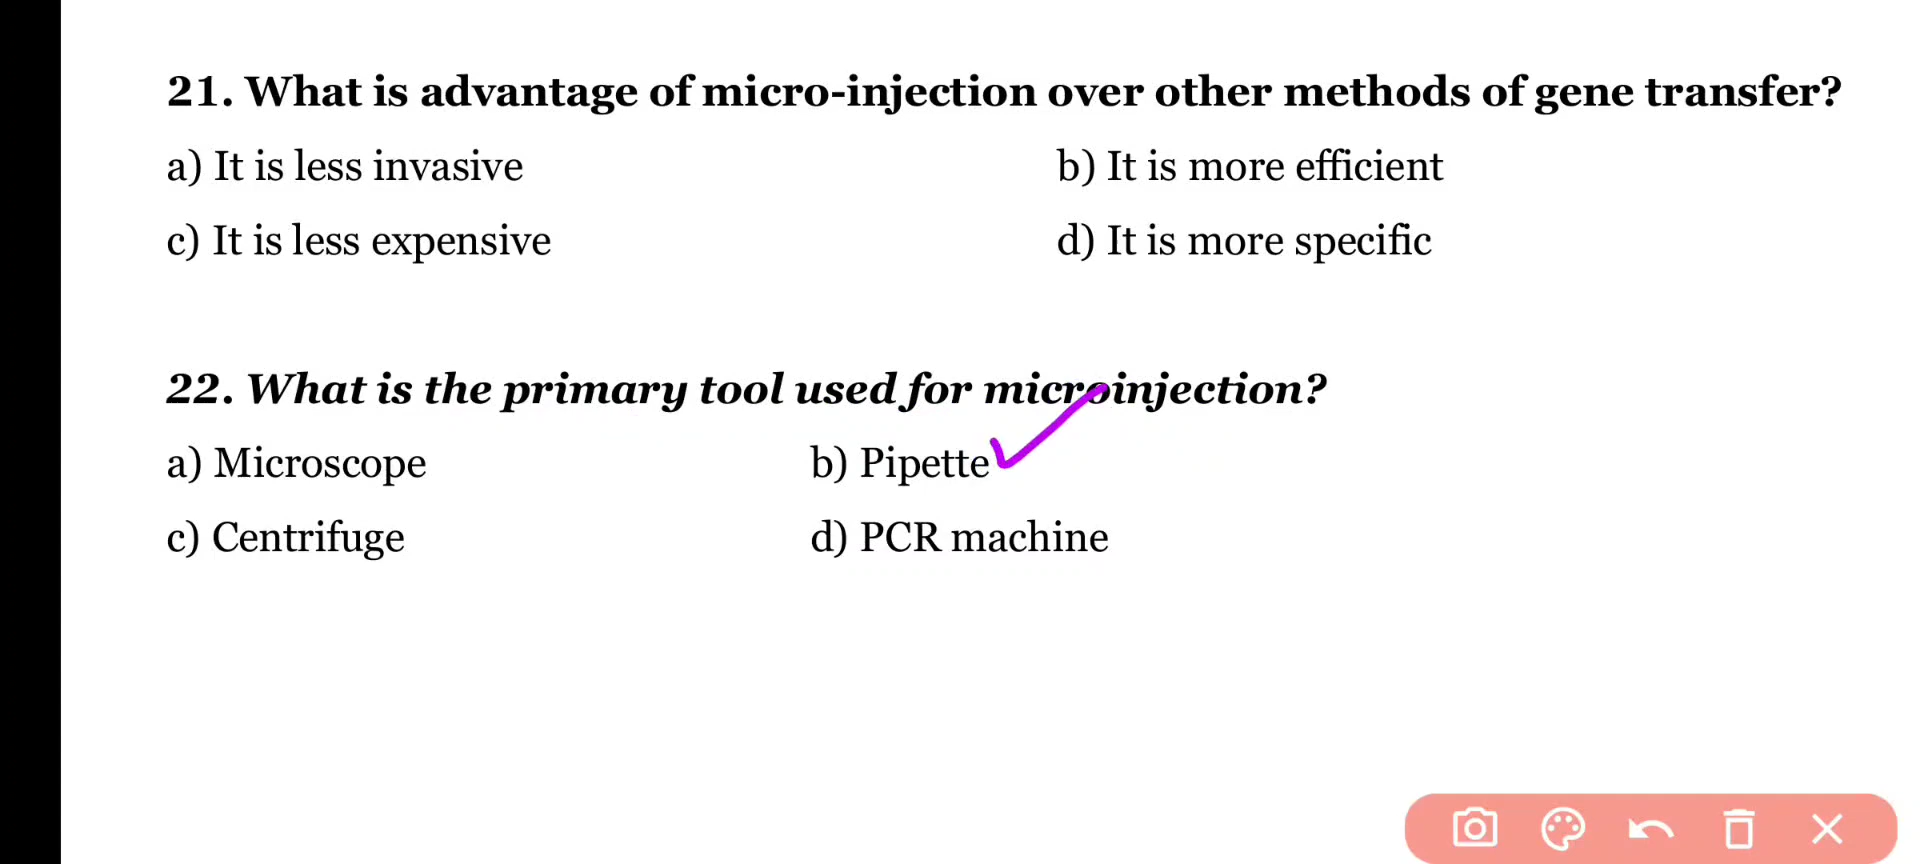 21. What is advantage of micro-injection over other methods of gene transfer?
a) It is less invasive b) It is more efficient
c) It is less expensive d) It is more specific
22. What is the primary tool used for microinjection?
a) Microscope b) Pipette
c) Centrifuge d) PCR machine